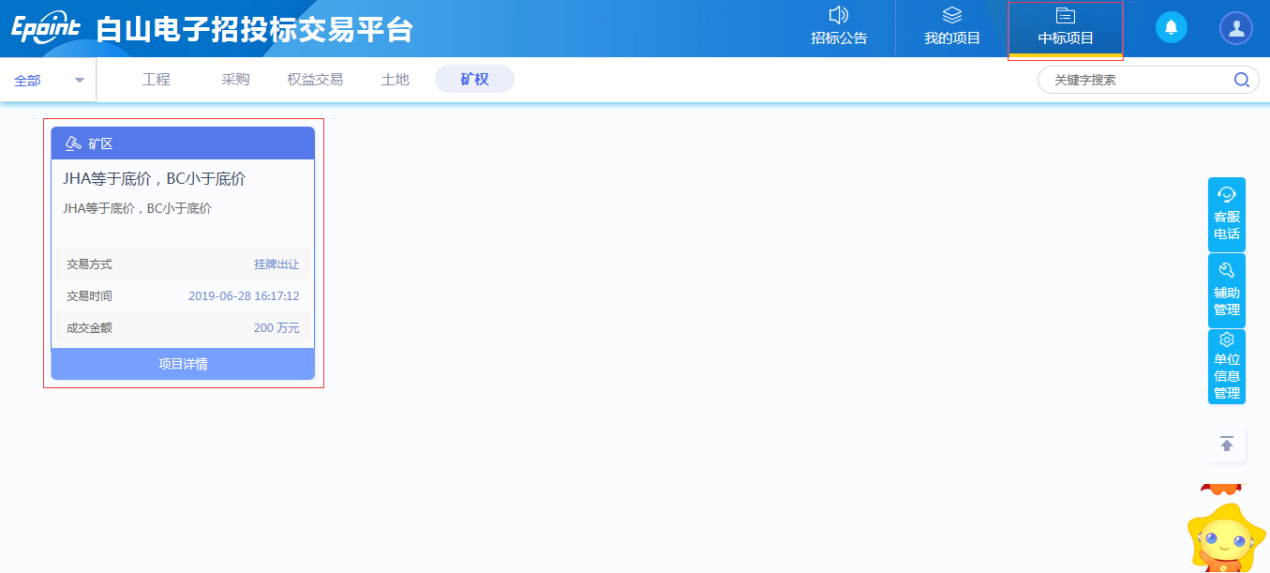 Epoint 白山电子招投标交易平台
招标公告 我的项目 中标项目
全部 工程 采购 权益交易 土地 矿权 关键字搜索
矿区
JHA等于底价，BC小于底价
JHA等于底价，BC小于底价
交易方式 挂牌出让
交易时间 2019-06-28 16:17:12
成交金额 200 万元
项目详情
客服
电话
辅助
管理
单位
信息
管理